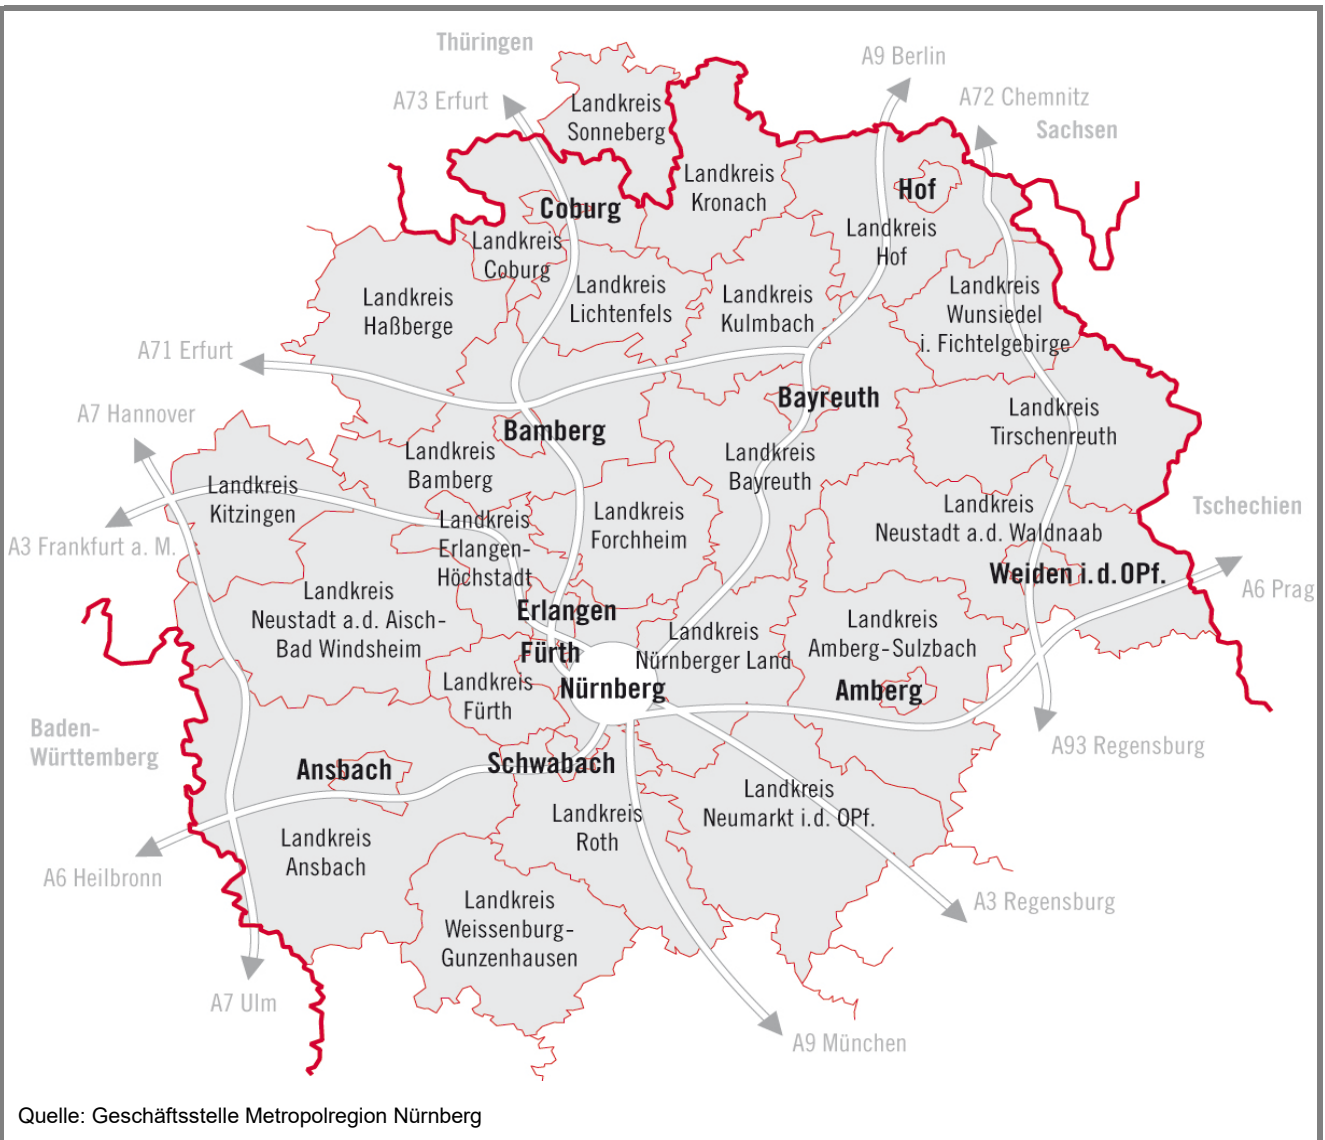 Thüringen
A9 Berlin
A73 Erfurt
A72 Chemnitz
Sachsen
Landkreis
Sonneberg
Landkreis
Kronach
Hof
Coburg
Landkreis
Hof
Landkreis
Coburg
Landkreis
Haßberge
Landkreis
Lichtenfels
Landkreis
Kulmbach
Landkreis
Wunsiedel
i. Fichtelgebirge
A71 Erfurt
A7 Hannover
Bayreuth
Landkreis
Tirschenreuth
Bamberg
Landkreis
Bamberg
Landkreis
Bayreuth
Landkreis
Kitzingen
Landkreis
Erlangen-
Höchstadt
Landkreis
Forchheim
Landkreis
Neustadt a.d. Waldnaab
Tschechien
A3 Frankfurt a. M.
Weiden i.d.OPf.
A6 Prag
Landkreis
Neustadt a.d. Aisch-
Bad Windsheim
Erlangen
Fürth
Nürnberg
Landkreis
Nürnberger Land
Landkreis
Amberg-Sulzbach
Landkreis
Fürth
Amberg
Baden-
Württemberg
A93 Regensburg
Ansbach
Schwabach
Landkreis
Neumarkt i.d. OPf.
Landkreis
Roth
Landkreis
Ansbach
A6 Heilbronn
Landkreis
Weissenburg-
Gunzenhausen
A3 Regensburg
A7 Ulm
A9 München
Quelle: Geschäftsstelle Metropolregion Nürnberg